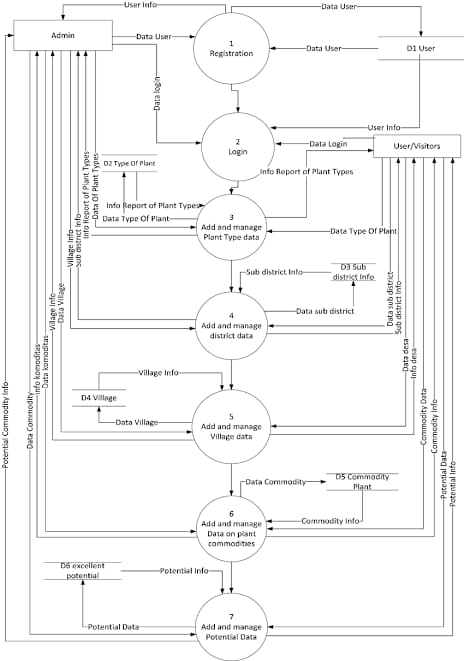 User Info
Data User
Admin
Data User
1
Registration
Data User
D1 User
Data login
User Info
2
Login
Data Login
User/Visitors
D2 Type Of Plant
Info Report of Plant Types
Info Report of Plant Types
Data Type Of Plant
3
Add and manage
Plant Type data
Data Type Of Plant
Village Info
Sub district Info
Info Report of Plant Types
Data Of Plant Types
Sub district Info
D3 Sub
district Info
Data sub district
4
Add and manage
district data
Data sub district
Sub district Info
Village Info
Data Village
Village Info
D4 Village
Data Village
5
Add and manage
Village data
Data desa
Info desa
Potential Commodity Info
Data Commodity
Info komoditas
Data komoditas
Commodity Data
Commodity Info
Data Commodity
D5 Commodity
Plant
Commodity Info
6
Add and manage
Data on plant
commodities
Potential Data
Potential Info
D6 excellent
potential
Potential Info
Potential Data
7
Add and manage
Potential Data